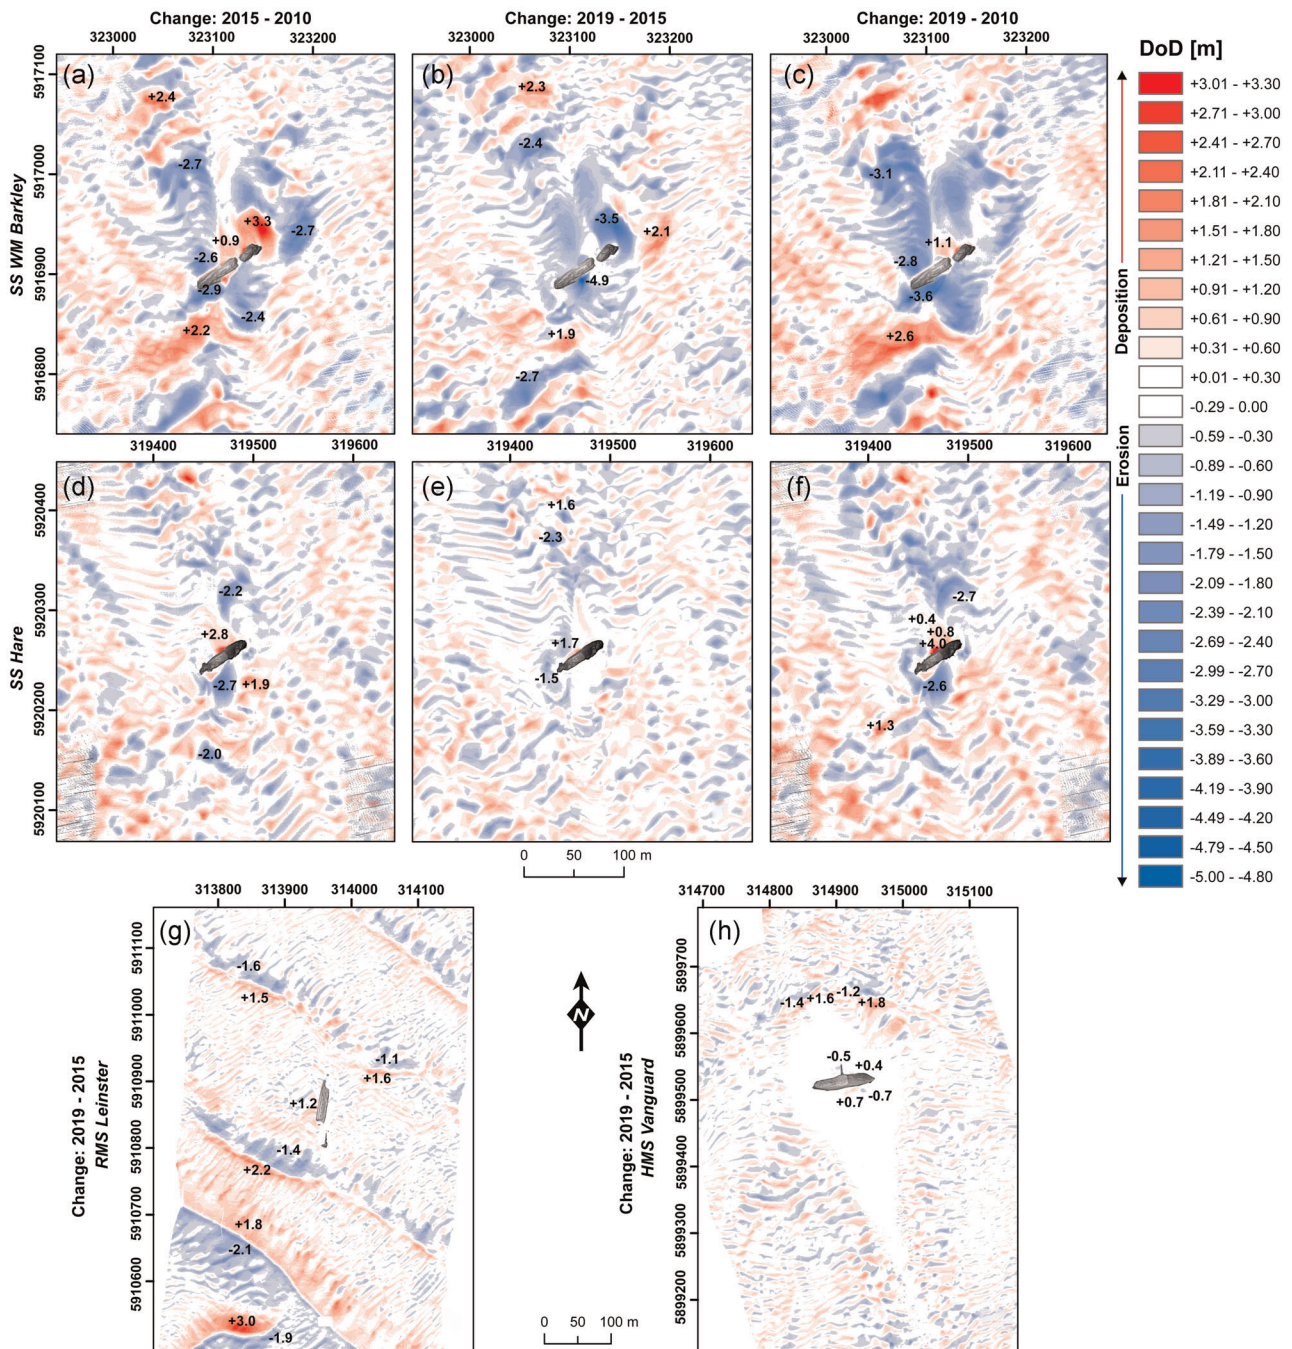 Change: 2015 - 2010
Change: 2019 - 2015
Change: 2019 - 2010
323000 323100 323200
323000 323100 323200
323000 323100 323200
DoD [m]
SS WM Barkley
5917100
5917000
5916900
5916800
(a)
+2.4
-2.7
+3.3
-2.7
+0.9
-2.6
-2.9
-2.4
+2.2
(b)
+2.3
-2.4
-3.5
+2.1
-4.9
+1.9
-2.7
(c)
-3.1
+1.1
-2.8
-3.6
+2.6
319400 319500 319600
319400 319500 319600
319400 319500 319600
SS Hare
5920400
5920300
5920200
5920100
(d)
-2.2
+2.8
-2.7
+1.9
-2.0
(e)
+1.6
-2.3
+1.7
-1.5
(f)
-2.7
+0.4
+0.8
+4.0
-2.6
+1.3
0 50 100 m
Deposition
Erosion
+3.01 - +3.30
+2.71 - +3.00
+2.41 - +2.70
+2.11 - +2.40
+1.81 - +2.10
+1.51 - +1.80
+1.21 - +1.50
+0.91 - +1.20
+0.61 - +0.90
+0.31 - +0.60
+0.01 - +0.30
-0.29 - 0.00
-0.59 - -0.30
-0.89 - -0.60
-1.19 - -0.90
-1.49 - -1.20
-1.79 - -1.50
-2.09 - -1.80
-2.39 - -2.10
-2.69 - -2.40
-2.99 - -2.70
-3.29 - -3.00
-3.59 - -3.30
-3.89 - -3.60
-4.19 - -3.90
-4.49 - -4.20
-4.79 - -4.50
-5.00 - -4.80
313800 313900 314000 314100
Change: 2019 - 2015
RMS Leinster
5911100
5911000
5910900
5910800
5910700
5910600
(g)
-1.6
+1.5
-1.1
+1.6
+1.2
-1.4
+2.2
+1.8
-2.1
+3.0
-1.9
N
0 50 100 m
314700 314800 314900 315000 315100
Change: 2019 - 2015
HMS Vanguard
5899700
5899600
5899500
5899400
5899300
5899200
(h)
-1.4
+1.6
-1.2
+1.8
-0.5
+0.4
+0.7
-0.7